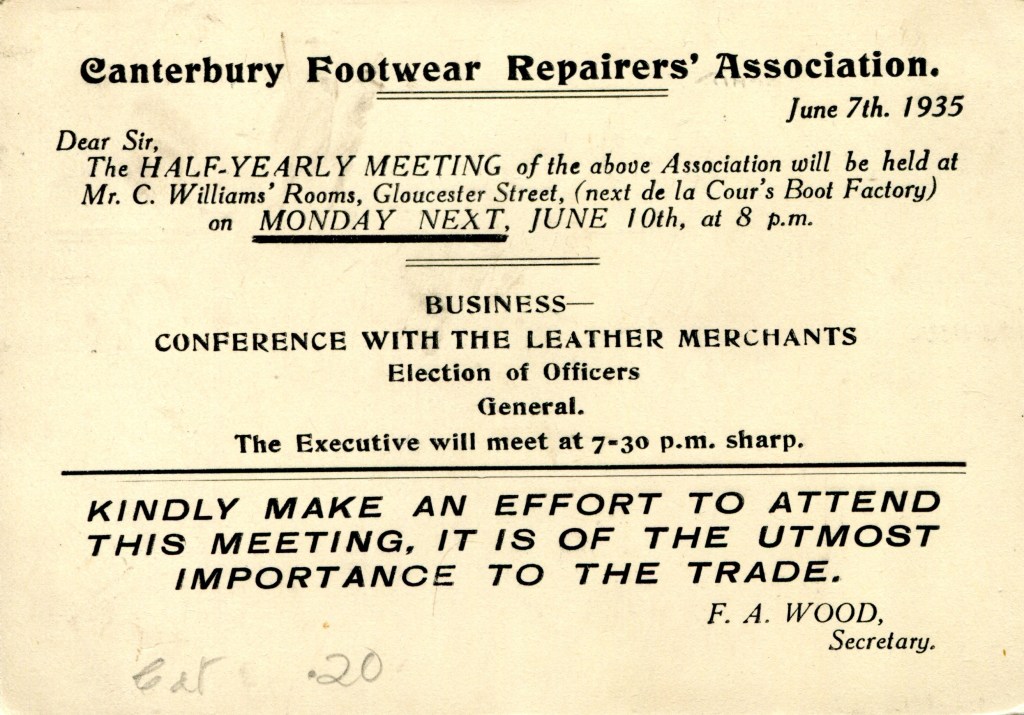 Canterbury Footwear Repairers' Association.
June 7th. 1935
Dear Sir,
The HALF-YEARLY MEETING of the above Association will be held at
Mr. C. Williams' Rooms, Gloucester Street, (next de la Cour's Boot Factory)
on MONDAY NEXT, JUNE 10th, at 8 p.m.
BUSINESS—
CONFERENCE WITH THE LEATHER MERCHANTS
Election of Officers
General.
The Executive will meet at 7-30 p.m. sharp.
KINDLY MAKE AN EFFORT TO ATTEND
THIS MEETING, IT IS OF THE UTMOST
IMPORTANCE TO THE TRADE.
F. A. WOOD,
Secretary.
.20